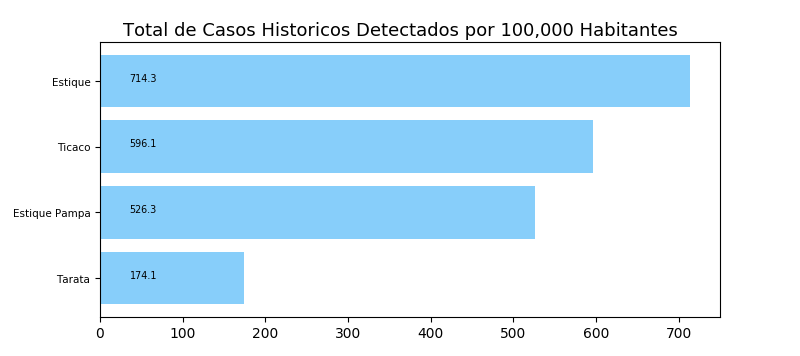 Total de Casos Historicos Detectados por 100,000 Habitantes
Estique 714.3
Ticaco 596.1
Estique Pampa 526.3
Tarata 174.1
0 100 200 300 400 500 600 700